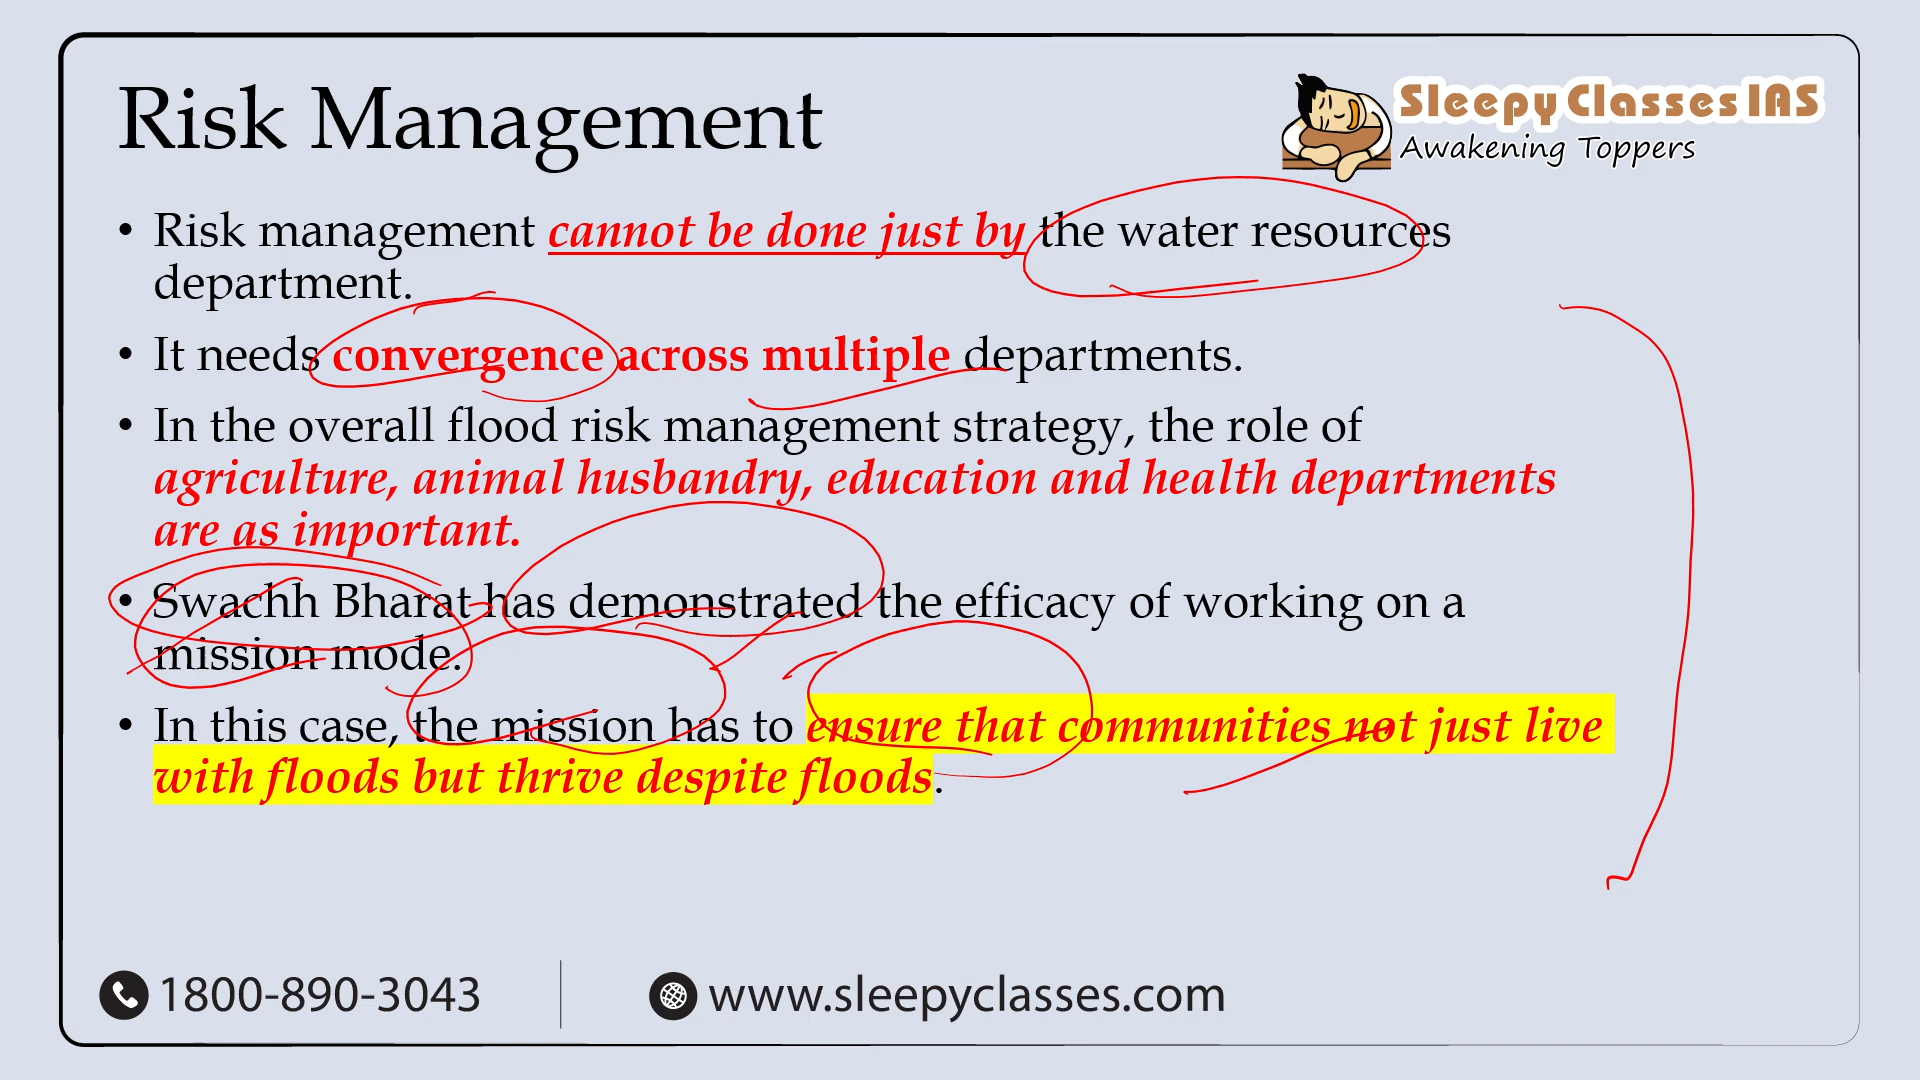 Risk Management
Sleepy Classes IAS
Awakening Toppers
• Risk management cannot be done just by the water resources
department.
• It needs convergence across multiple departments.
• In the overall flood risk management strategy, the role of
agriculture, animal husbandry, education and health departments
are as important.
• Swachh Bharat has demonstrated the efficacy of working on a
mission mode.
• In this case, the mission has to ensure that communities not just live
with floods but thrive despite floods.
1800-890-3043
www.sleepyclasses.com